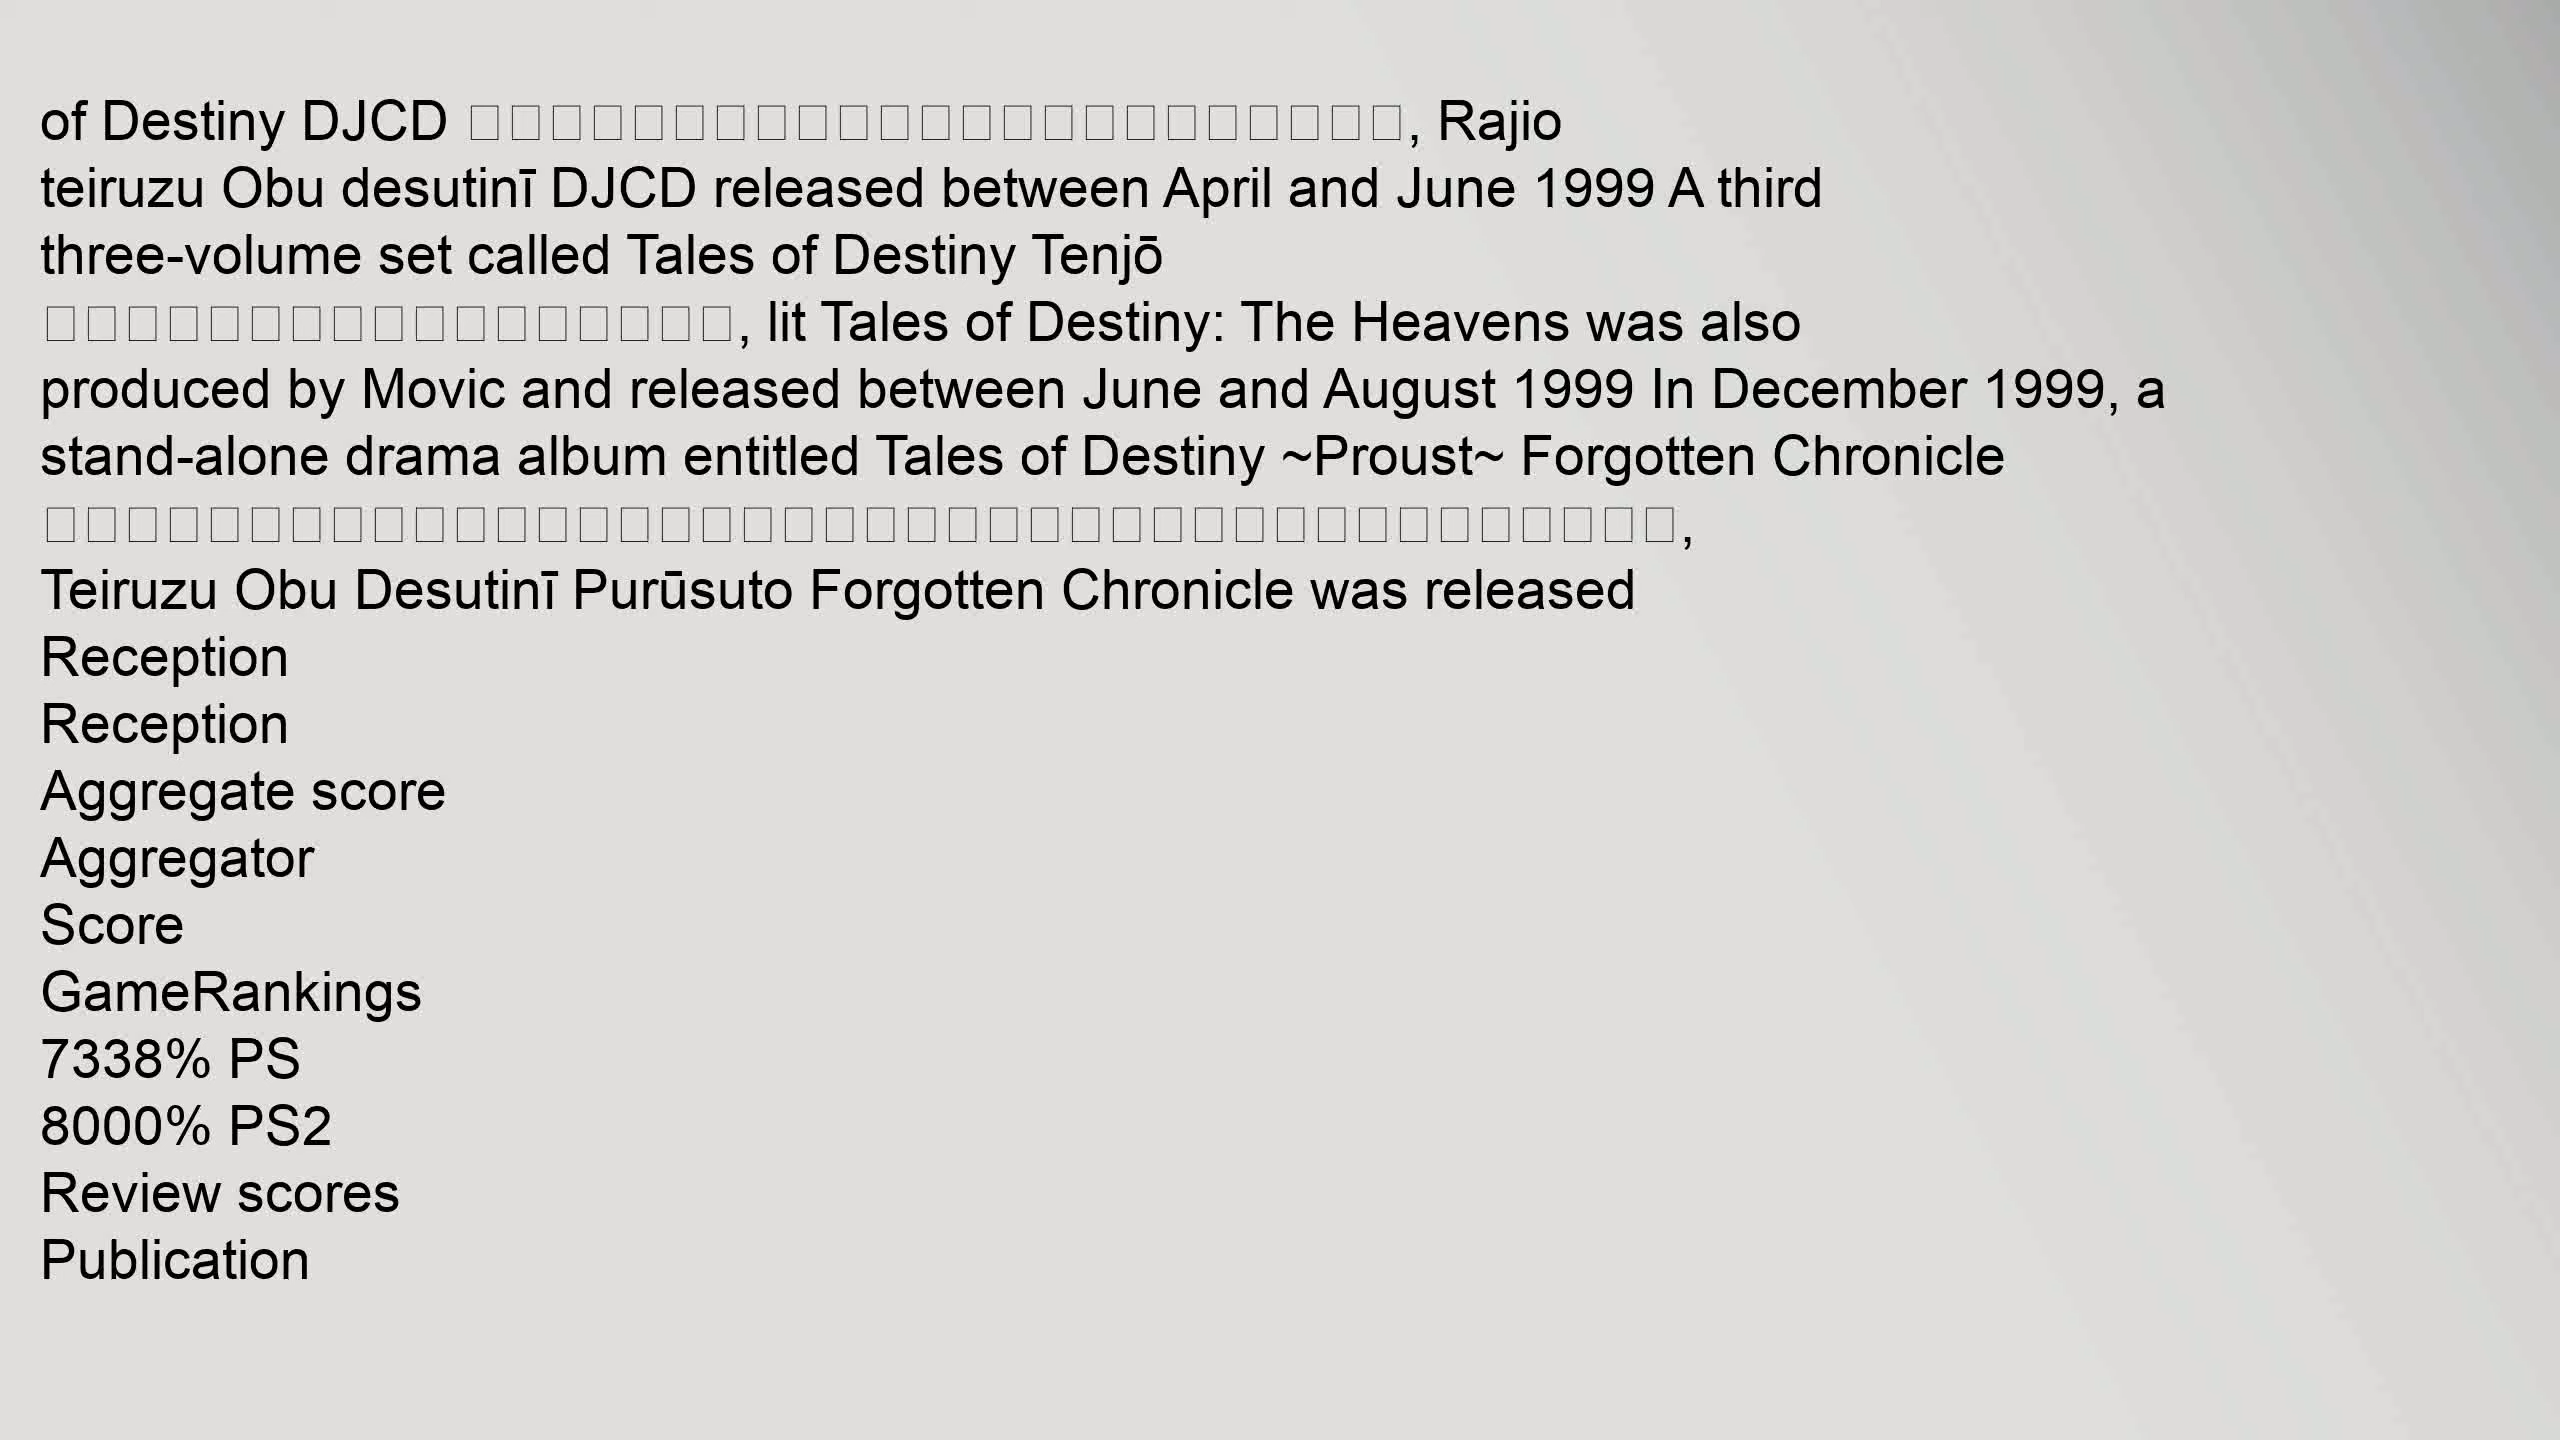 of Destiny DJCD □□□□□□□□□□□□□□□□□□□□□□□, Rajio
teiruzu Obu desutinī DJCD released between April and June 1999 A third
three-volume set called Tales of Destiny Tenjō
□□□□□□□□□□□□□□□□□, lit Tales of Destiny: The Heavens was also
produced by Movic and released between June and August 1999 In December 1999, a
stand-alone drama album entitled Tales of Destiny ~Proust~ Forgotten Chronicle
□□□□□□□□□□□□□□□□□□□□□□□□□□□□□□□□□□□□□□□□,
Teiruzu Obu Desutinī Purūsuto Forgotten Chronicle was released
Reception
Reception
Aggregate score
Aggregator
Score
GameRankings
7338% PS
8000% PS2
Review scores
Publication